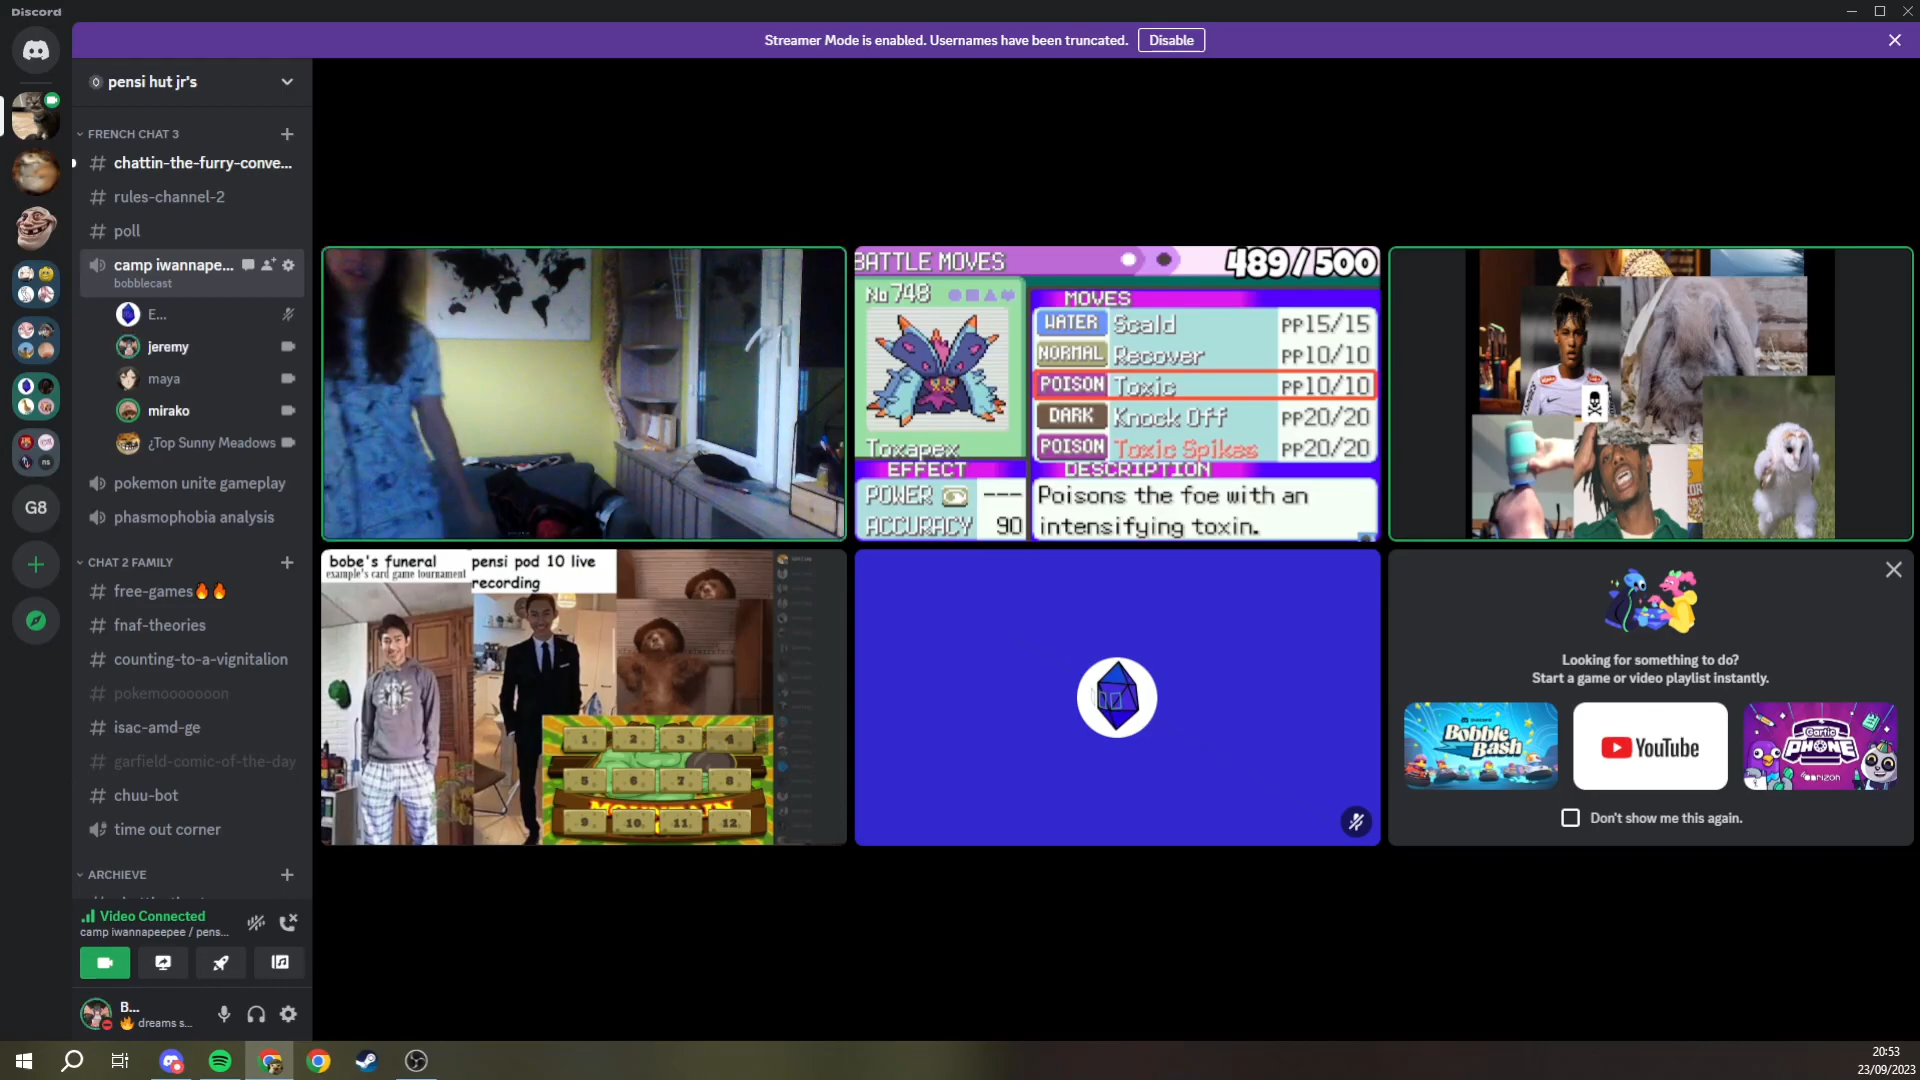 Discord
Streamer Mode is enabled. Usernames have been truncated.
Disable
pensi hut jr's
FRENCH CHAT 3
chattin-the-furry-conve...
rules-channel-2
poll
camp iwannape...
bobblecast
E...
jeremy
maya
mirako
¿Top Sunny Meadows
pokemon unite gameplay
phasmophobia analysis
G8
CHAT 2 FAMILY
free-games🔥🔥
fnaf-theories
counting-to-a-vignitalion
pokemooooooon
isac-amd-ge
garfield-comic-of-the-day
chuu-bot
time out corner
ARCHIEVE
Video Connected
camp iwannapeepee / pens...
B...
🔥 dreams s...
BATTLE MOVES
489/500
No748
Toxapex
MOVES
WATER Scald PP15/15
NORMAL Recover PP10/10
POISON Toxic PP10/10
DARK Knock Off PP20/20
POISON Toxic Spikes PP20/20
EFFECT
POWER ---
ACCURACY 90
DESCRIPTION
Poisons the foe with an
intensifying toxin.
bobe's funeral
example's card game tournament
pensi pod 10 live
recording
1 2 3 4
5 6 7 8
MOUNTAIN
9 10 11 12
Looking for something to do?
Start a game or video playlist instantly.
Bobble
Bash
YouTube
Gartic
PHONE
Don't show me this again.
20:53
23/09/2023